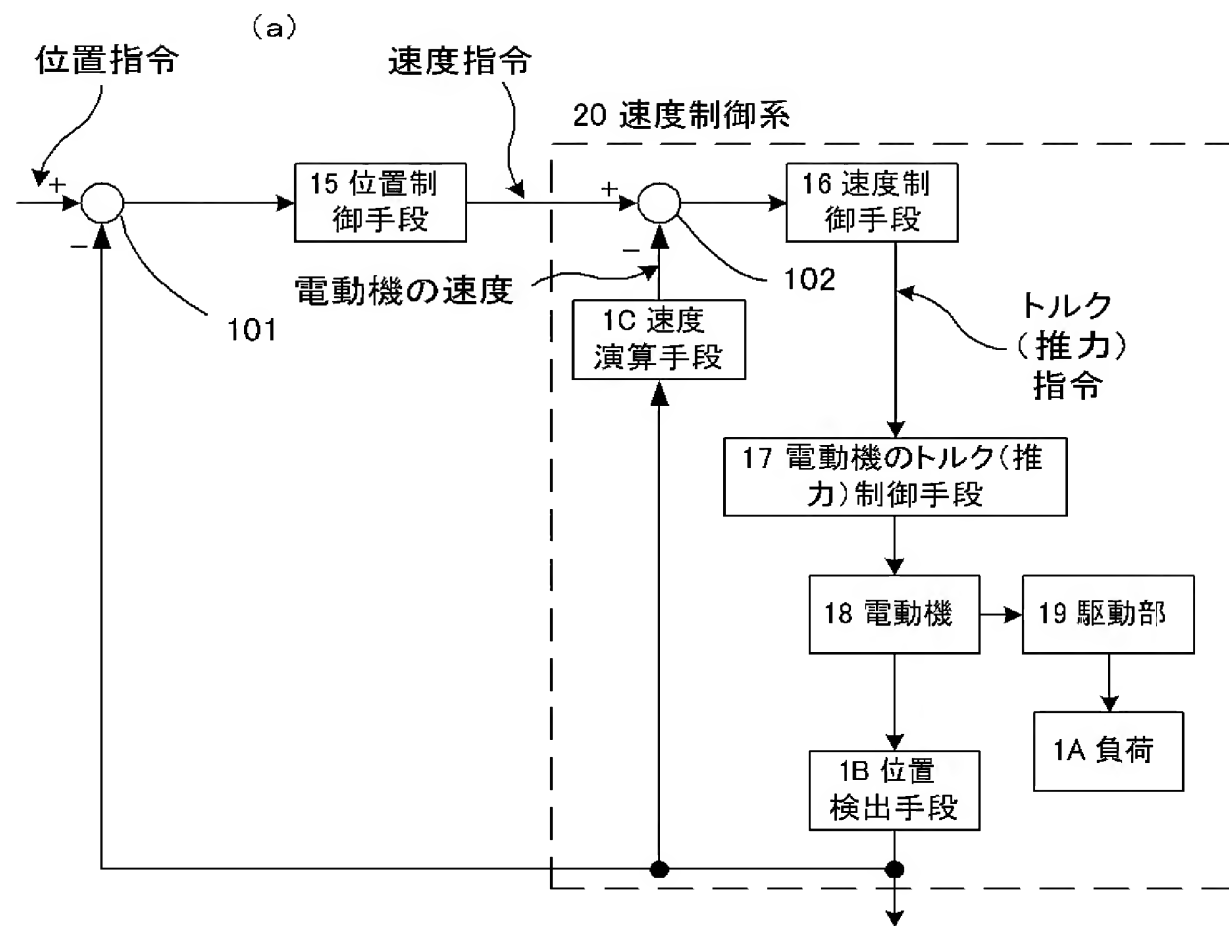 (a)
位置指令
速度指令
20 速度制御系
+
-
15 位置制
御手段
+
-
16 速度制
御手段
101
102
電動機の速度
1C 速度
演算手段
トルク
(推力)
指令
17 電動機のトルク(推
力)制御手段
18 電動機
19 駆動部
1A 負荷
1B 位置
検出手段